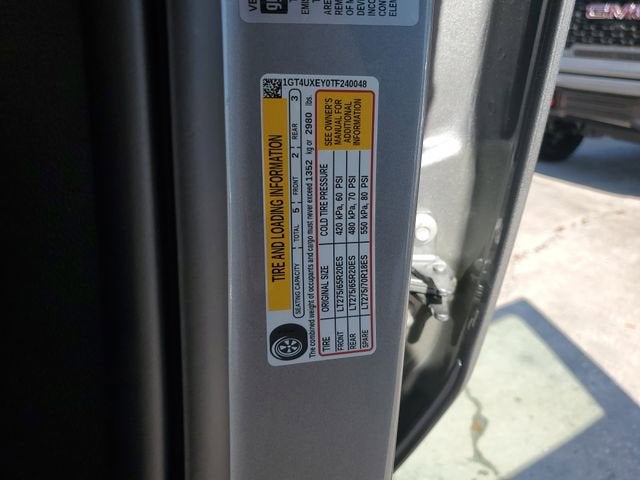 GMC
gm
1GT4UXEY0TF240048
TIRE AND LOADING INFORMATION
SEATING CAPACITY TOTAL 5 FRONT 2 REAR 3
The combined weight of occupants and cargo must never exceed 1352 kg or 2980 lbs.
TIRE ORIGINAL SIZE COLD TIRE PRESSURE
FRONT LT275/65R20ES 420 kPa, 60 PSI
REAR LT275/65R20ES 480 kPa, 70 PSI
SPARE LT275/70R18ES 550 kPa, 80 PSI
SEE OWNER'S
MANUAL FOR
ADDITIONAL
INFORMATION